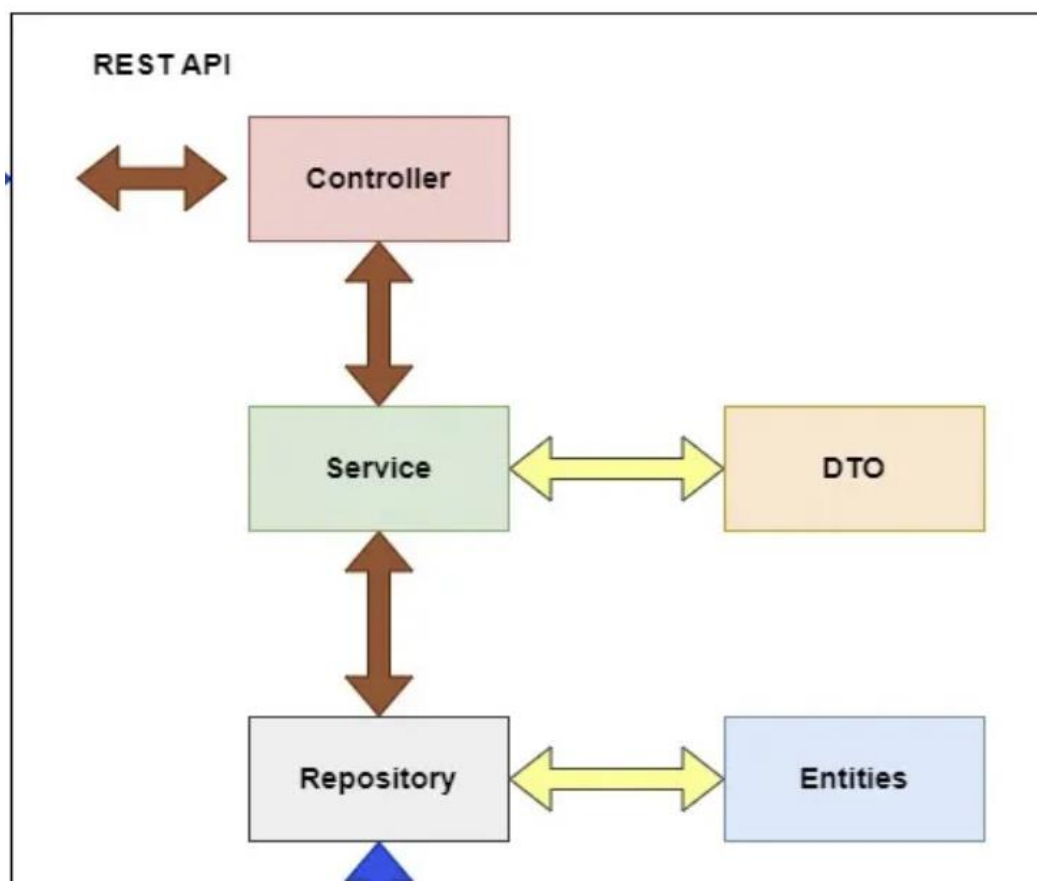 REST API
Controller
Service
DTO
Repository
Entities